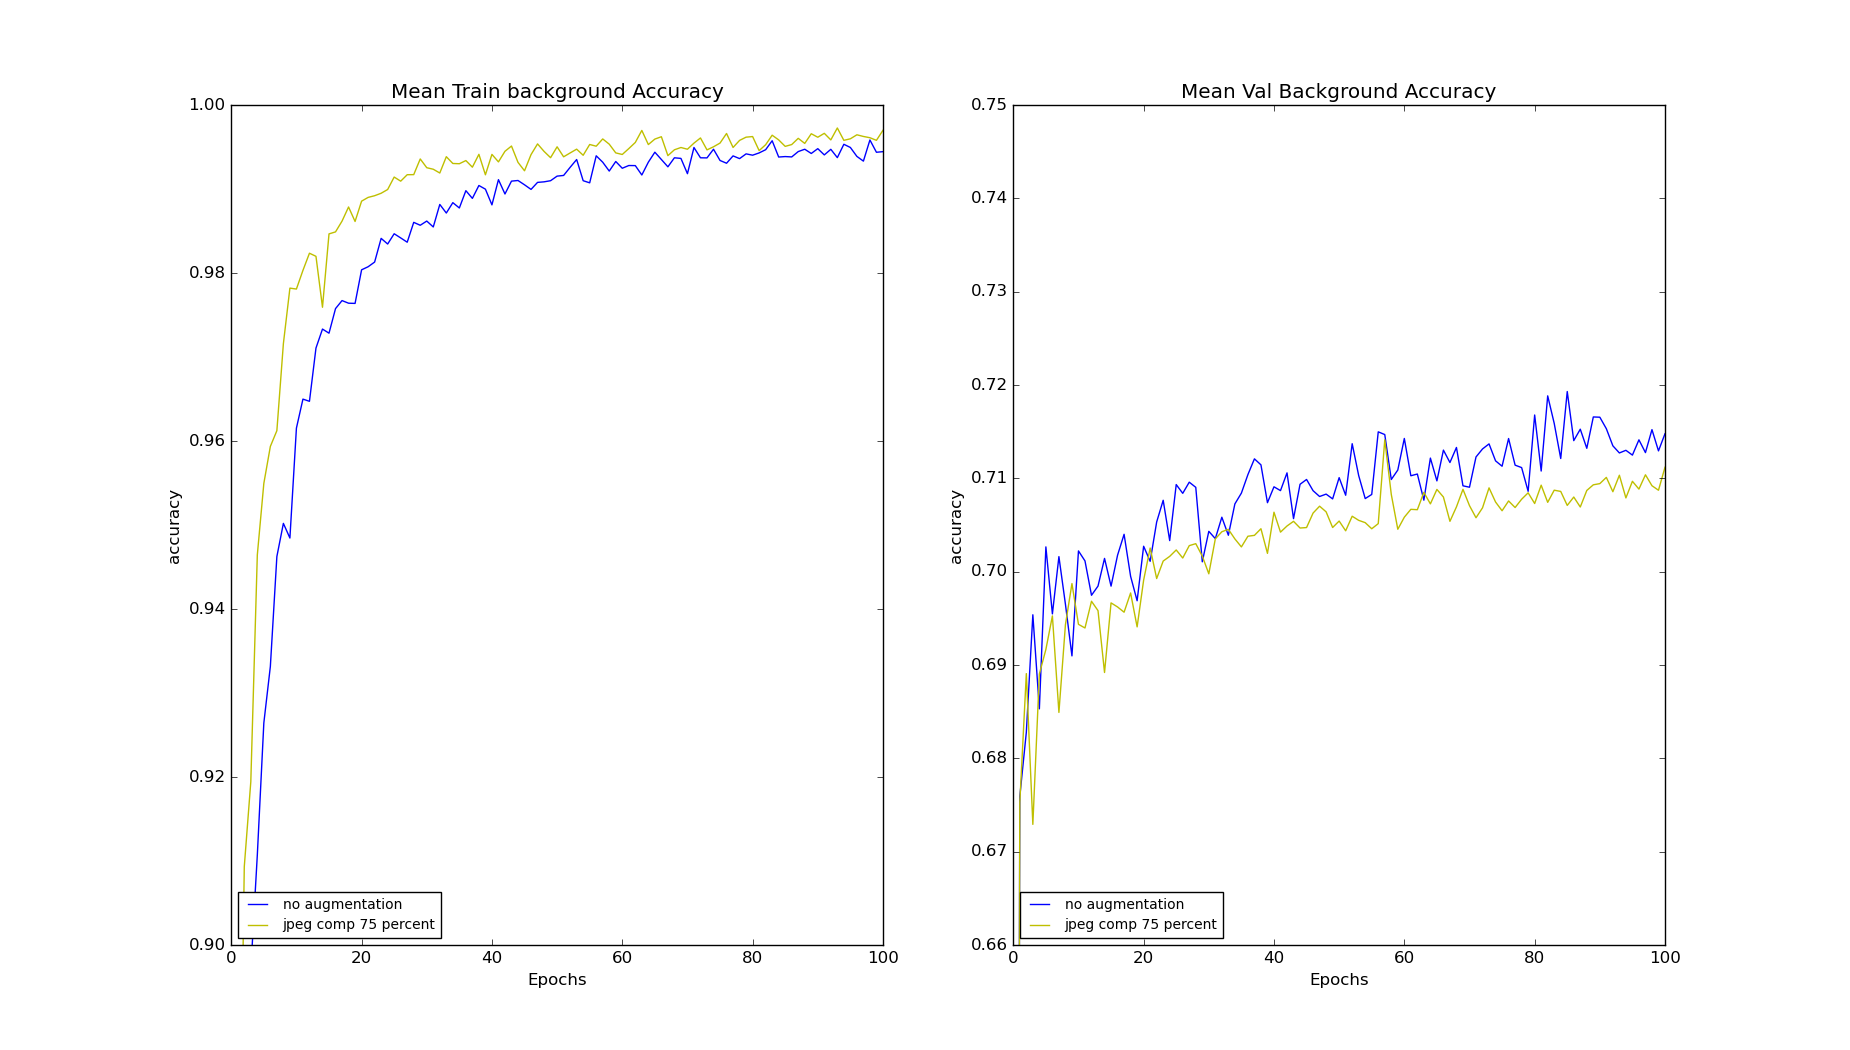 Mean Train background Accuracy
1.00
0.98
0.96
0.94
0.92
0.90
accuracy
no augmentation
jpeg comp 75 percent
0 20 40 60 80 100
Epochs
Mean Val Background Accuracy
0.75
0.74
0.73
0.72
0.71
0.70
0.69
0.68
0.67
0.66
accuracy
no augmentation
jpeg comp 75 percent
0 20 40 60 80 100
Epochs